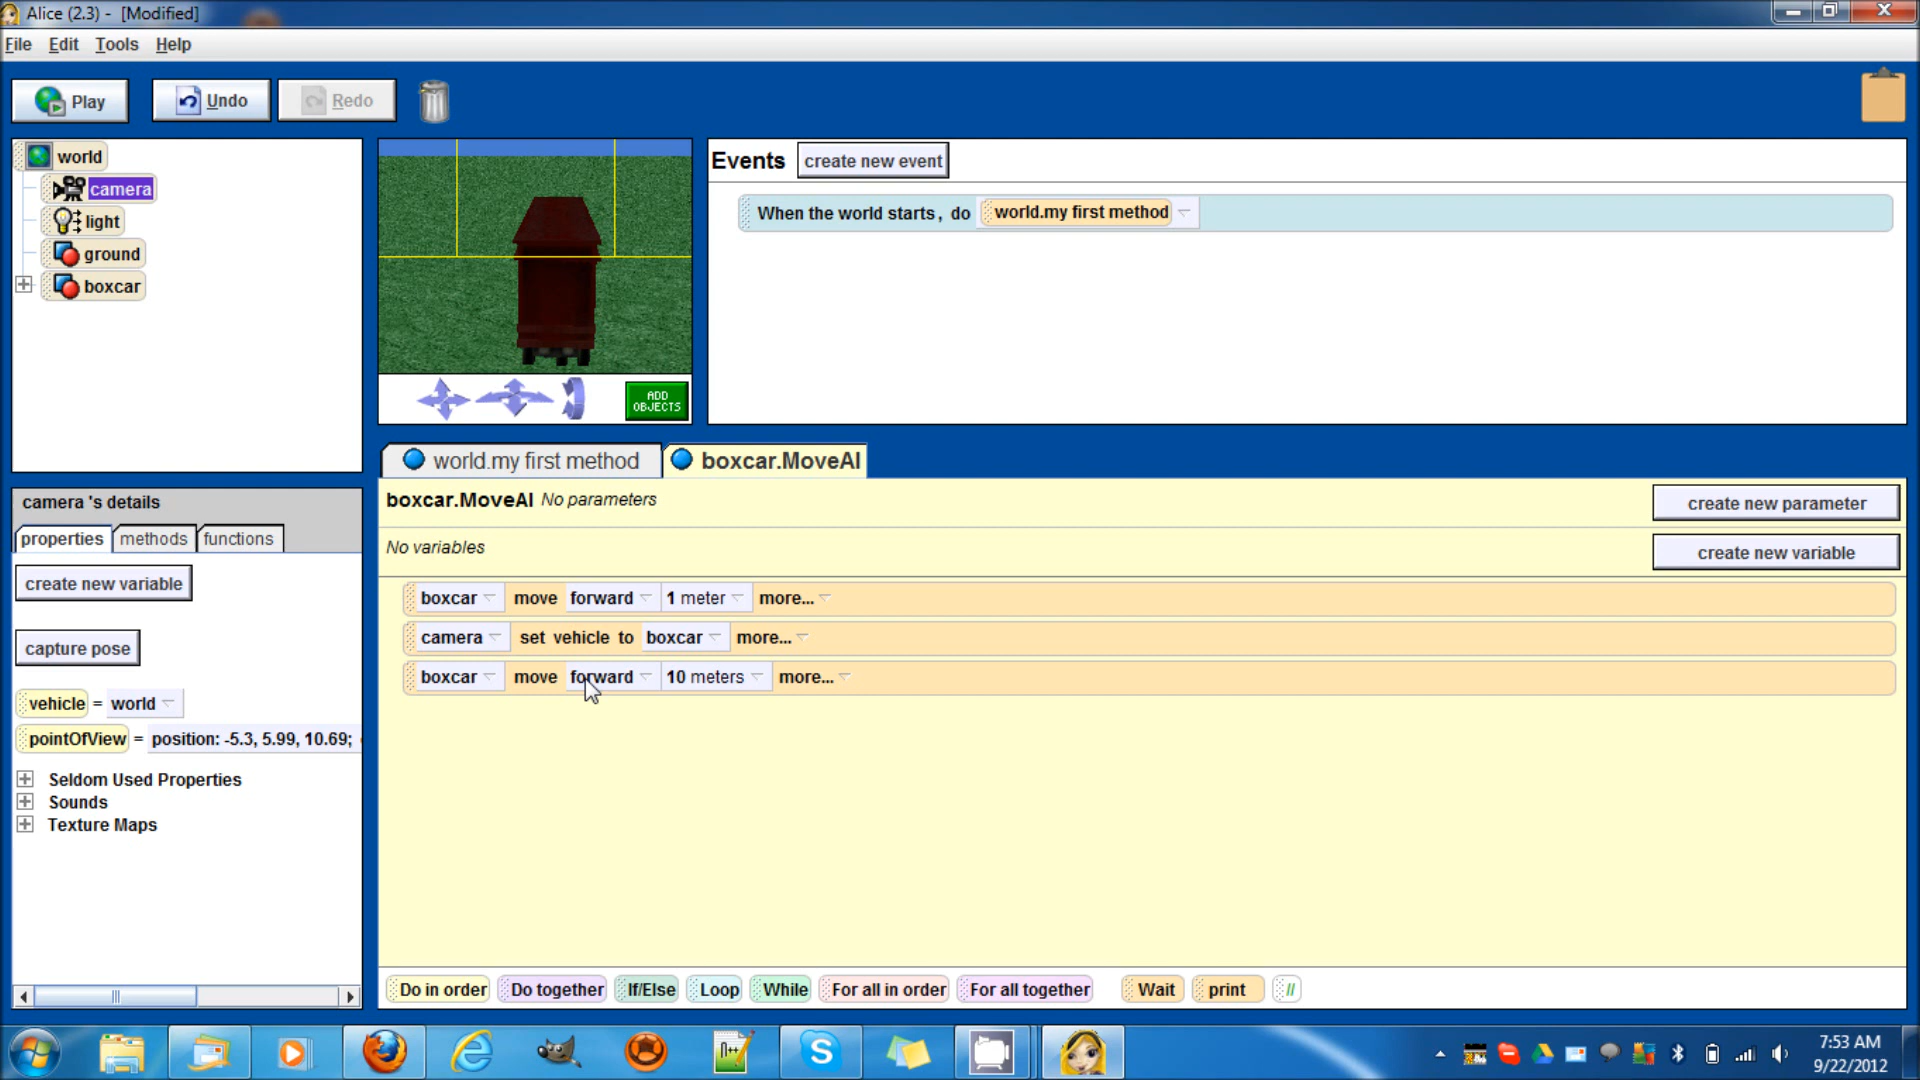 Alice (2.3) - [Modified]
File Edit Tools Help
Play Undo Redo
world
camera
light
ground
boxcar
ADD
OBJECTS
Events create new event
When the world starts, do world.my first method
camera 's details
properties methods functions
create new variable
capture pose
vehicle = world
pointOfView = position: -5.3, 5.99, 10.69;
Seldom Used Properties
Sounds
Texture Maps
world.my first method boxcar.MoveAl
boxcar.MoveAl No parameters
create new parameter
No variables
create new variable
boxcar move forward 1 meter more...
camera set vehicle to boxcar more...
boxcar move forward 10 meters more...
Do in order Do together If/Else Loop While For all in order For all together Wait print //
7:53 AM
9/22/2012